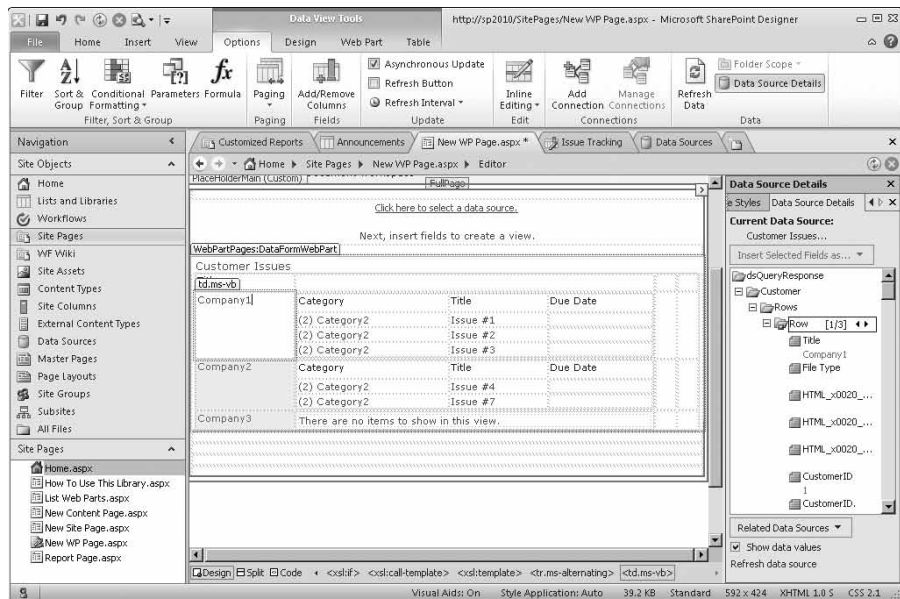 Data View Tools
http://sp2010/SitePages/New WP Page.aspx - Microsoft SharePoint Designer
File Home Insert View Options Design Web Part Table
Filter
Sort & Group
Conditional Formatting
Parameters
Formula
Filter, Sort & Group
Paging
Paging
Add/Remove Columns
Fields
Asynchronous Update
Refresh Button
Refresh Interval
Update
Inline Editing
Edit
Add Connection
Manage Connections
Connections
Refresh Data
Folder Scope
Data Source Details
Data
Navigation
Customized Reports
Announcements
New WP Page.aspx *
Issue Tracking
Data Sources
Site Objects
Home
Lists and Libraries
Workflows
Site Pages
WF Wiki
Site Assets
Content Types
Site Columns
External Content Types
Data Sources
Master Pages
Page Layouts
Site Groups
Subsites
All Files
Site Pages
Home.aspx
How To Use This Library.aspx
List Web Parts.aspx
New Content Page.aspx
New Site Page.aspx
New WP Page.aspx
Report Page.aspx
Home Site Pages New WP Page.aspx Editor
PlaceHolderMain (Custom)
FullPage
Click here to select a data source.
Next, insert fields to create a view.
WebPartPages:DataFormWebPart
Customer Issues
td.ms-vb
Company1 Category Title Due Date
(2) Category2 Issue #1
(2) Category2 Issue #2
(2) Category2 Issue #3
Company2 Category Title Due Date
(2) Category2 Issue #4
(2) Category2 Issue #7
Company3 There are no items to show in this view.
Design Split Code <xsl:if> <xsl:call-template> <xsl:template> <tr.ms-alternating> <td.ms-vb>
Data Source Details
e Styles Data Source Details
Current Data Source:
Customer Issues...
Insert Selected Fields as...
dsQueryResponse
Customer
Rows
Row [1/3]
Title
Company1
File Type
HTML_x0020_...
HTML_x0020_...
HTML_x0020_...
CustomerID
1
CustomerID.
Related Data Sources
Show data values
Refresh data source
Visual Aids: On Style Application: Auto 39.2 KB Standard 592 x 424 XHTML 1.0 S CSS 2.1